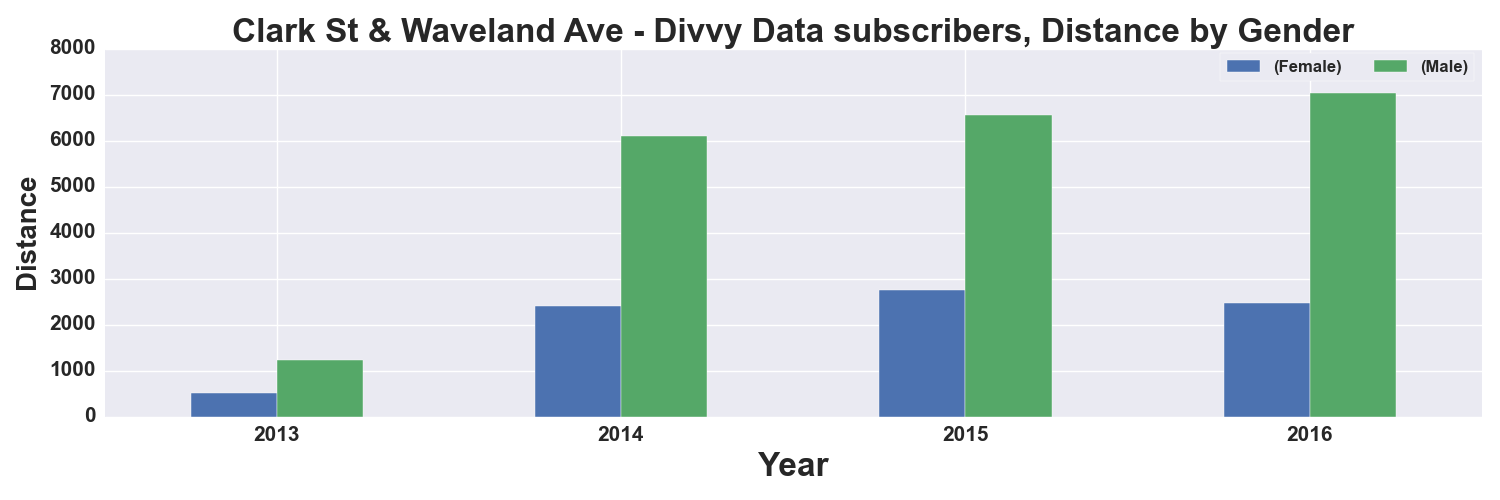 Clark St & Waveland Ave - Divvy Data subscribers, Distance by Gender
(Female) (Male)
Distance
8000
7000
6000
5000
4000
3000
2000
1000
0
2013 2014 2015 2016
Year